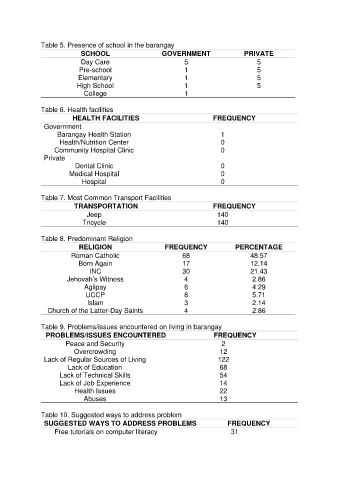 Table 5. Presence of school in the barangay
SCHOOL GOVERNMENT PRIVATE
Day Care 5 5
Pre-school 1 5
Elementary 1 5
High School 1 5
College 1
Table 6. Health facilities
HEALTH FACILITIES FREQUENCY
Government
Barangay Health Station 1
Health/Nutrition Center 0
Community Hospital Clinic 0
Private
Dental Clinic 0
Medical Hospital 0
Hospital 0
Table 7. Most Common Transport Facilities
TRANSPORTATION FREQUENCY
Jeep 140
Tricycle 140
Table 8. Predominant Religion
RELIGION FREQUENCY PERCENTAGE
Roman Catholic 68 48.57
Born Again 17 12.14
INC 30 21.43
Jehovah's Witness 4 2.86
Aglipay 6 4.29
UCCP 8 5.71
Islam 3 2.14
Church of the Latter-Day Saints 4 2.86
Table 9. Problems/issues encountered on living in barangay
PROBLEMS/ISSUES ENCOUNTERED FREQUENCY
Peace and Security 2
Overcrowding 12
Lack of Regular Sources of Living 122
Lack of Education 68
Lack of Technical Skills 54
Lack of Job Experience 14
Health Issues 22
Abuses 13
Table 10. Suggested ways to address problem
SUGGESTED WAYS TO ADDRESS PROBLEMS FREQUENCY
Free tutorials on computer literacy 31